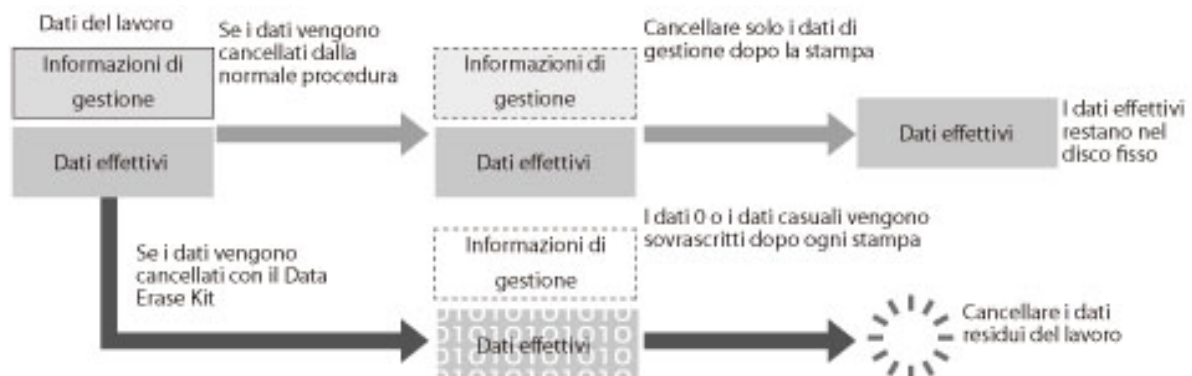 Dati del lavoro
Informazioni di
gestione
Dati effettivi
Se i dati vengono
cancellati dalla
normale procedura
Informazioni di
gestione
Dati effettivi
Cancellare solo i dati di
gestione dopo la stampa
Dati effettivi
I dati effettivi
restano nel
disco fisso
Se i dati vengono
cancellati con il Data
Erase Kit
Informazioni di
gestione
Dati effettivi
I dati 0 o i dati casuali vengono
sovrascritti dopo ogni stampa
Cancellare i dati
residui del lavoro